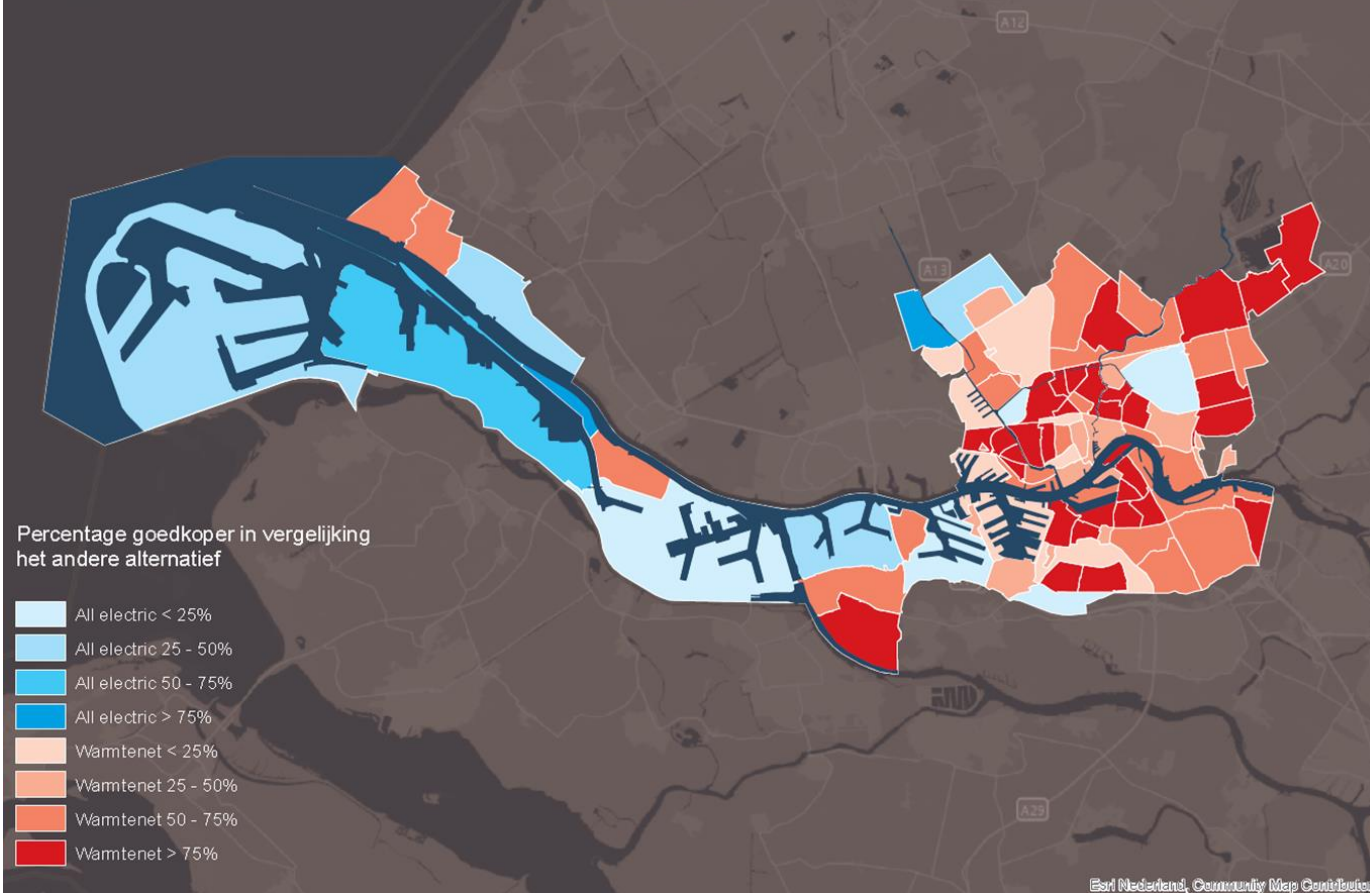 A12
A13
A20
Percentage goedkoper in vergelijking
het andere alternatief
All electric < 25%
All electric 25 - 50%
All electric 50 - 75%
All electric > 75%
Warmtenet < 25%
Warmtenet 25 - 50%
Warmtenet 50 - 75%
Warmtenet > 75%
A29
Esri Nederland, Community Map Contribut...